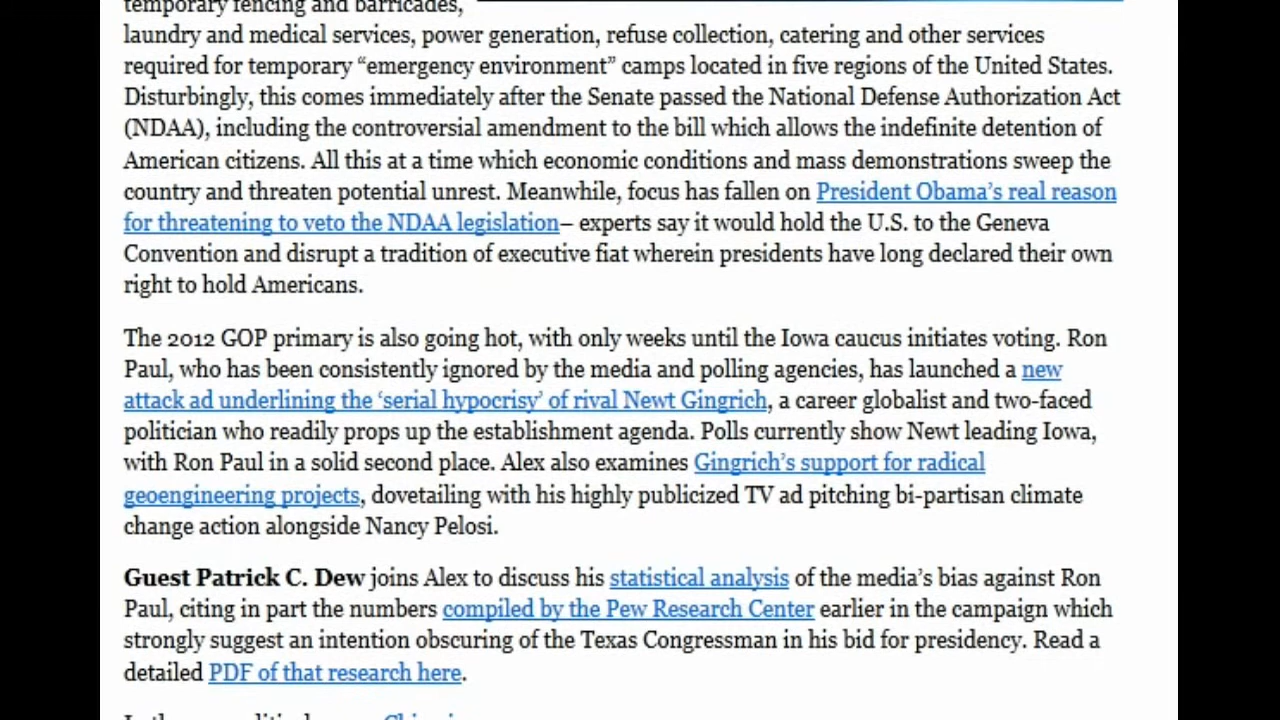 temporary fencing and barricades,
laundry and medical services, power generation, refuse collection, catering and other services
required for temporary “emergency environment” camps located in five regions of the United States.
Disturbingly, this comes immediately after the Senate passed the National Defense Authorization Act
(NDAA), including the controversial amendment to the bill which allows the indefinite detention of
American citizens. All this at a time which economic conditions and mass demonstrations sweep the
country and threaten potential unrest. Meanwhile, focus has fallen on President Obama’s real reason
for threatening to veto the NDAA legislation– experts say it would hold the U.S. to the Geneva
Convention and disrupt a tradition of executive fiat wherein presidents have long declared their own
right to hold Americans.
The 2012 GOP primary is also going hot, with only weeks until the Iowa caucus initiates voting. Ron
Paul, who has been consistently ignored by the media and polling agencies, has launched a new
attack ad underlining the ‘serial hypocrisy’ of rival Newt Gingrich, a career globalist and two-faced
politician who readily props up the establishment agenda. Polls currently show Newt leading Iowa,
with Ron Paul in a solid second place. Alex also examines Gingrich’s support for radical
geoengineering projects, dovetailing with his highly publicized TV ad pitching bi-partisan climate
change action alongside Nancy Pelosi.
Guest Patrick C. Dew joins Alex to discuss his statistical analysis of the media’s bias against Ron
Paul, citing in part the numbers compiled by the Pew Research Center earlier in the campaign which
strongly suggest an intention obscuring of the Texas Congressman in his bid for presidency. Read a
detailed PDF of that research here.